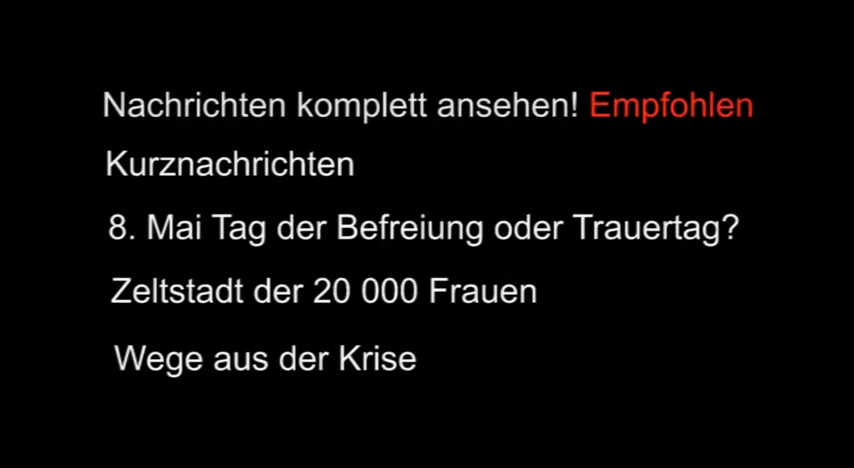 Nachrichten komplett ansehen! Empfohlen
Kurznachrichten
8. Mai Tag der Befreiung oder Trauertag?
Zeltstadt der 20 000 Frauen
Wege aus der Krise